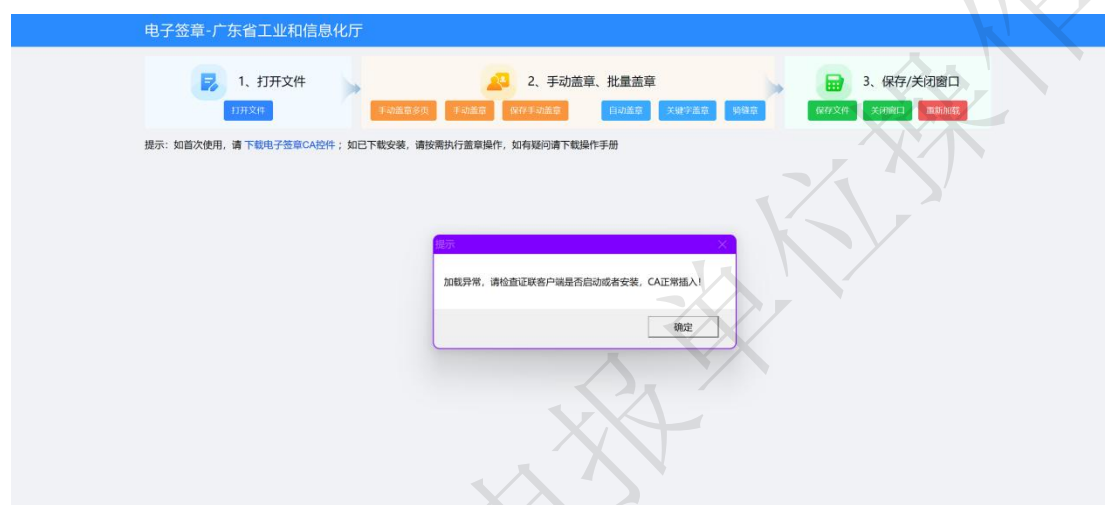 电子签章-广东省工业和信息化厅
1、打开文件
2、手动盖章、批量盖章
3、保存/关闭窗口
打开文件
手动盖章多页
手动盖章
保存手动盖章
自动盖章
关键字盖章
骑缝章
保存文件
关闭窗口
重新加载
提示：如首次使用，请 下载电子签章CA控件 ；如已下载安装，请按需执行盖章操作，如有疑问请下载操作手册
提示
加载异常，请检查证联客户端是否启动或者安装，CA正常插入！
确定
申报单位操作